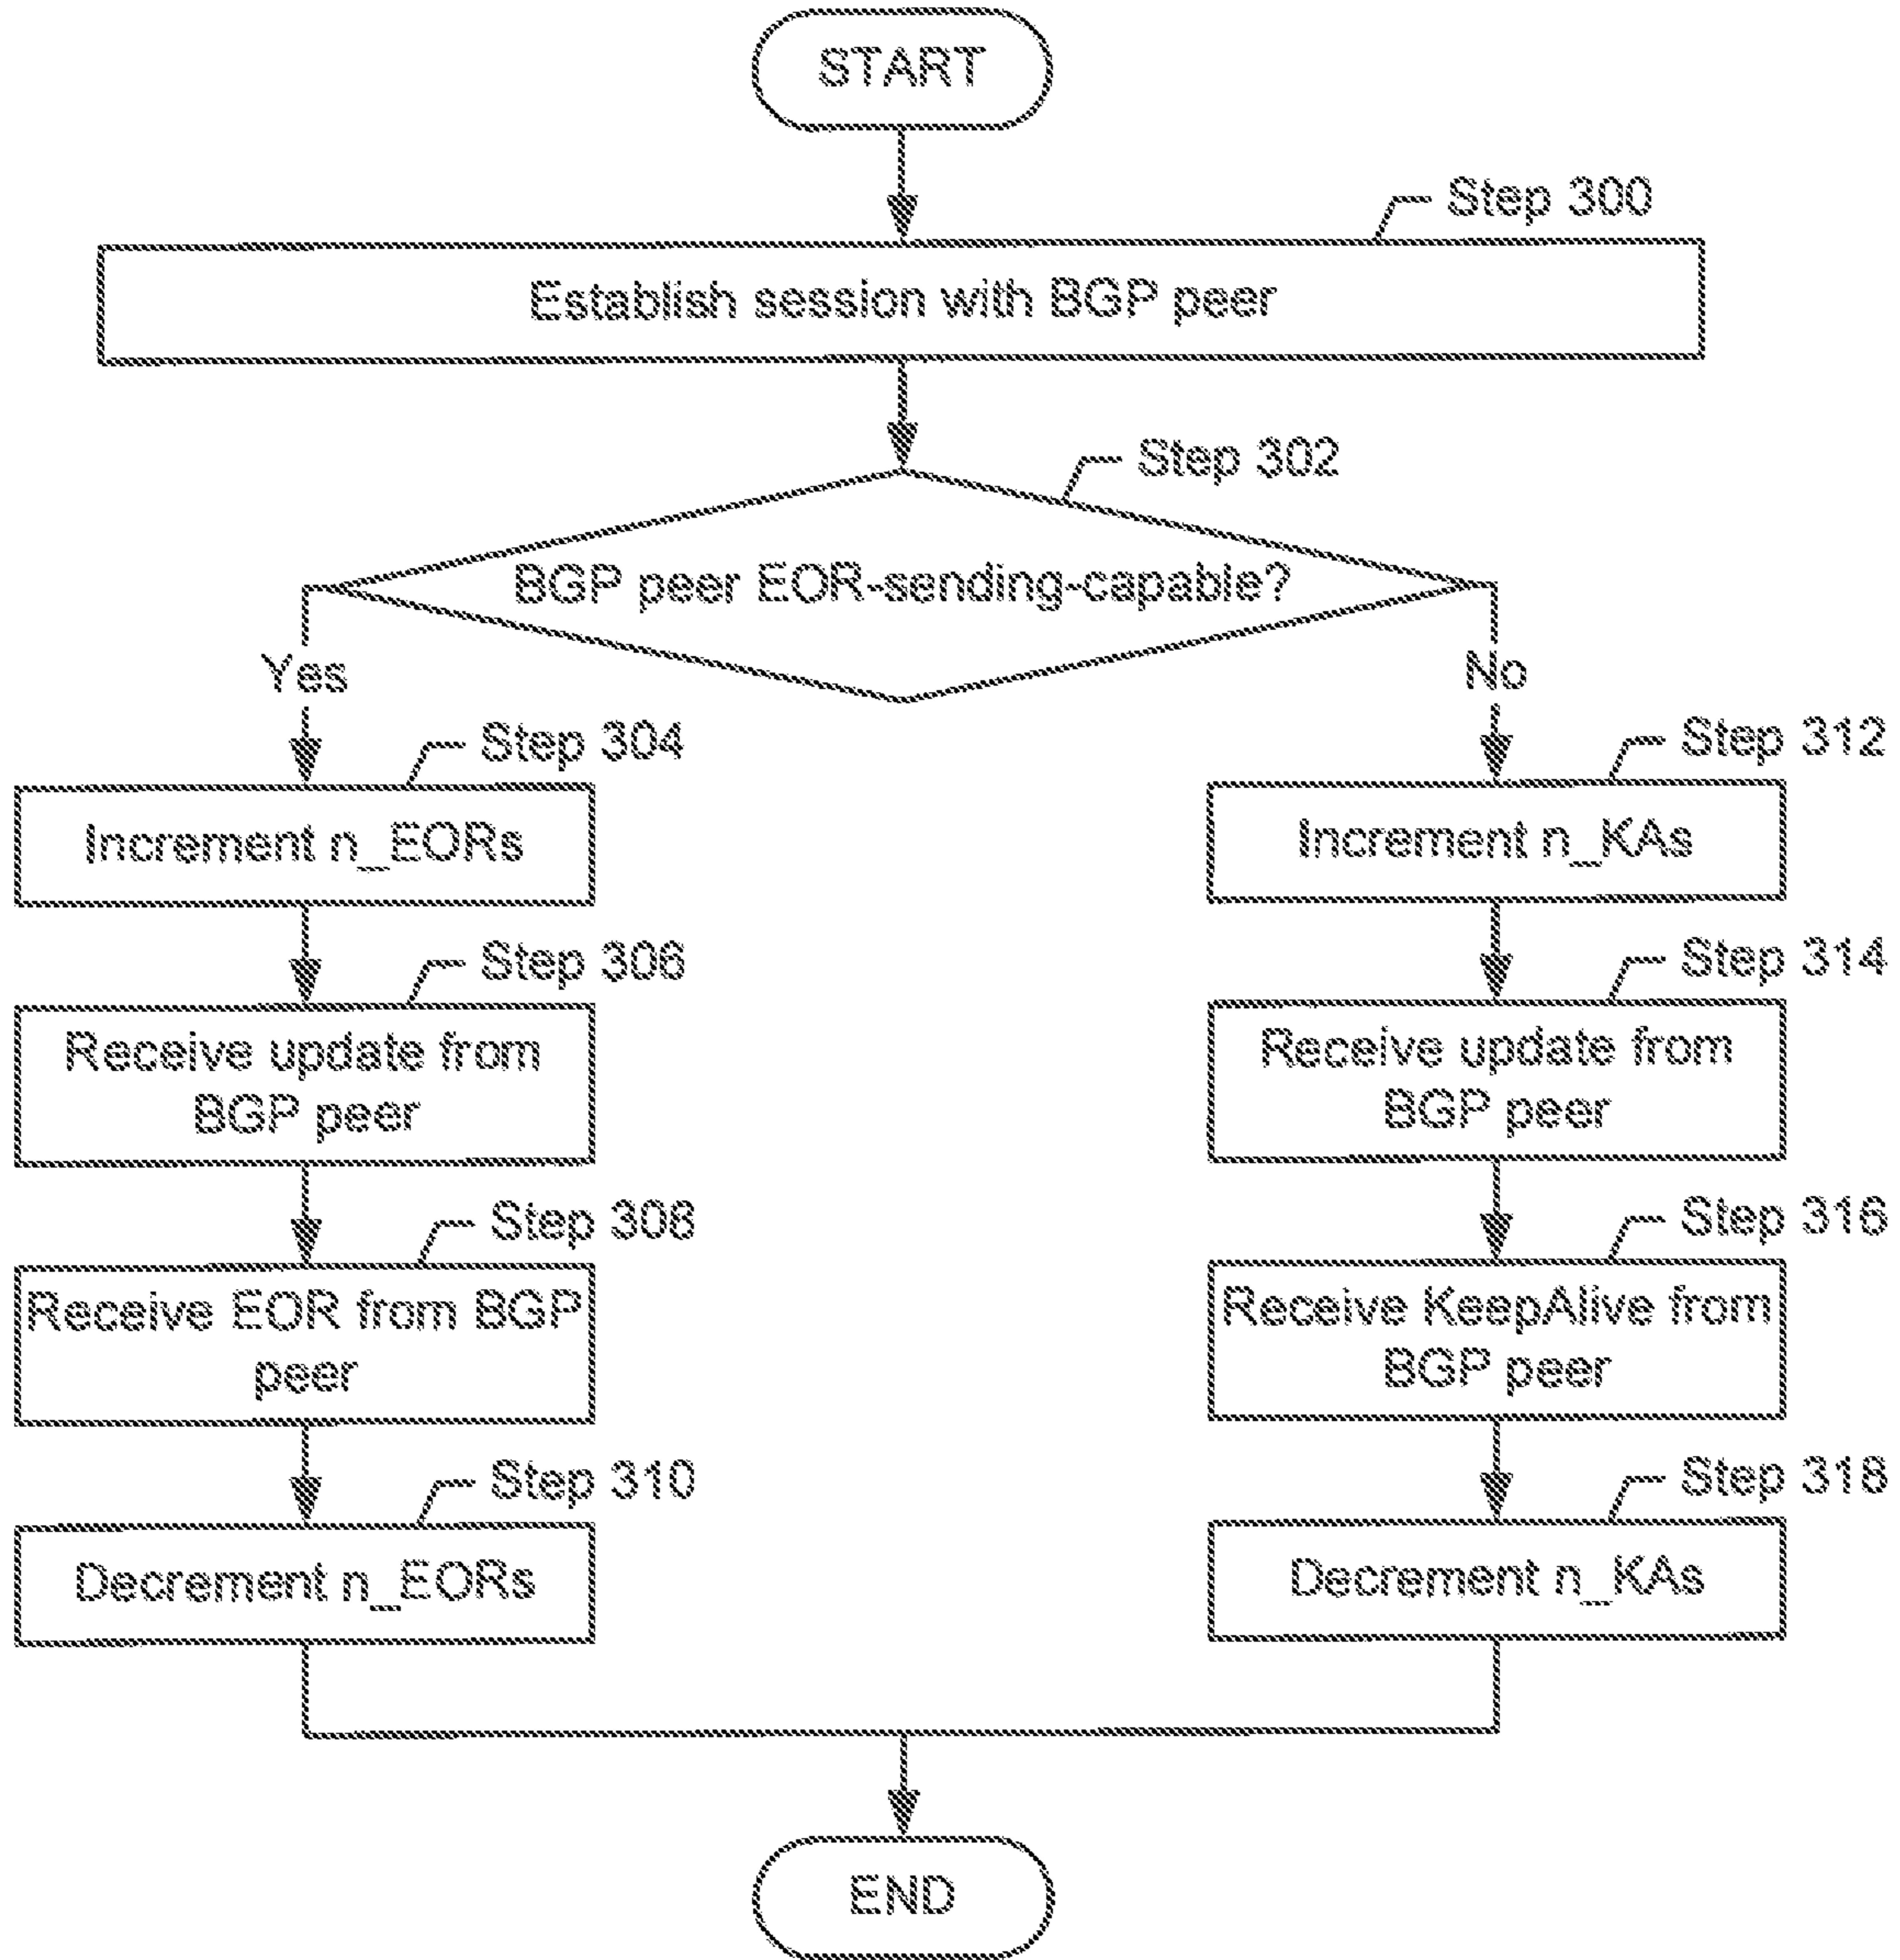 START
Step 300
Establish session with BGP peer
Step 302
BGP peer EOR-sending-capable?
Yes
No
Step 304
Increment n_EORs
Step 306
Receive update from
BGP peer
Step 308
Receive EOR from BGP
peer
Step 310
Decrement n_EORs
Step 312
Increment n_KAs
Step 314
Receive update from
BGP peer
Step 316
Receive KeepAlive from
BGP peer
Step 318
Decrement n_KAs
END